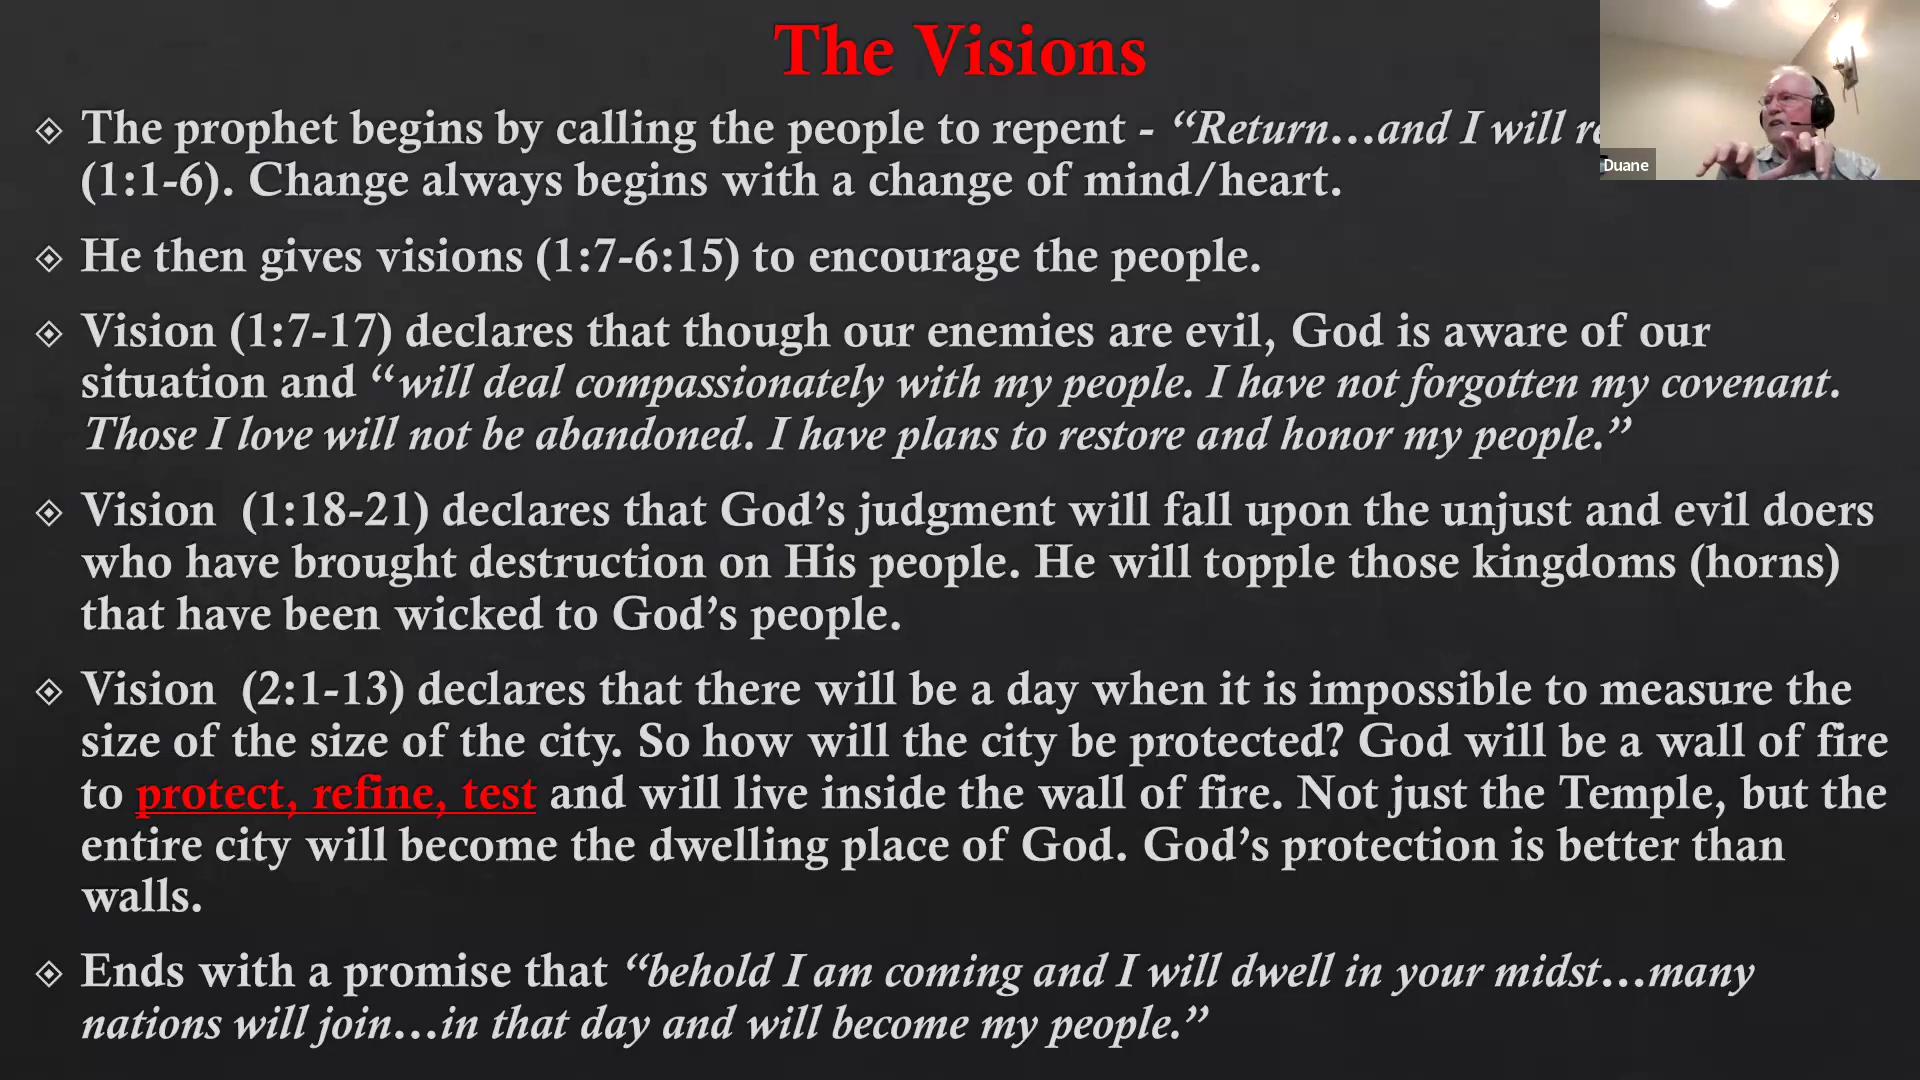 The Visions
The prophet begins by calling the people to repent - “Return…and I will
(1:1-6). Change always begins with a change of mind/heart.
He then gives visions (1:7-6:15) to encourage the people.
Vision (1:7-17) declares that though our enemies are evil, God is aware of our
situation and “will deal compassionately with my people. I have not forgotten my covenant.
Those I love will not be abandoned. I have plans to restore and honor my people.”
Vision (1:18-21) declares that God’s judgment will fall upon the unjust and evil doers
who have brought destruction on His people. He will topple those kingdoms (horns)
that have been wicked to God’s people.
Vision (2:1-13) declares that there will be a day when it is impossible to measure the
size of the size of the city. So how will the city be protected? God will be a wall of fire
to protect, refine, test and will live inside the wall of fire. Not just the Temple, but the
entire city will become the dwelling place of God. God’s protection is better than
walls.
Ends with a promise that “behold I am coming and I will dwell in your midst…many
nations will join…in that day and will become my people.”
Duane